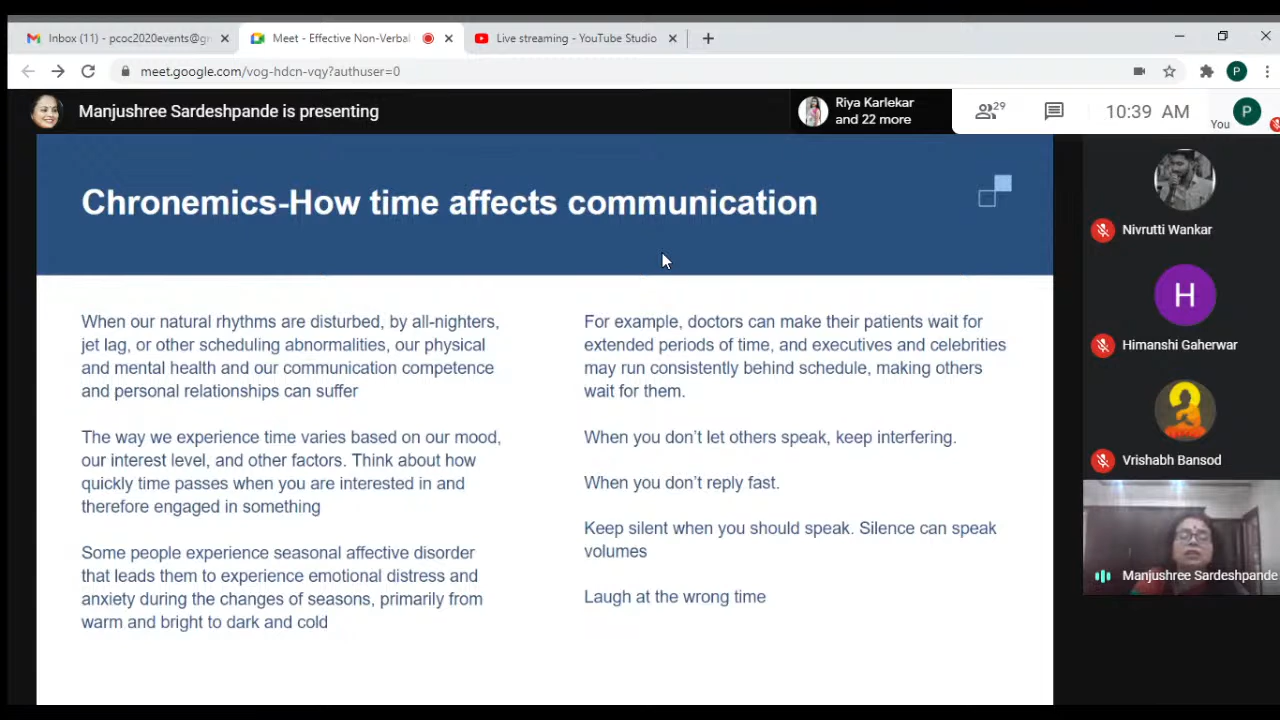 Inbox (11) - pcoc2020events@gm
Meet - Effective Non-Verbal
Live streaming - YouTube Studio
meet.google.com/vog-hdcn-vqy?authuser=0
P
Manjushree Sardeshpande is presenting
Riya Karlekar
and 22 more
29
10:39 AM
You
P
Chronemics-How time affects communication
When our natural rhythms are disturbed, by all-nighters,
jet lag, or other scheduling abnormalities, our physical
and mental health and our communication competence
and personal relationships can suffer
The way we experience time varies based on our mood,
our interest level, and other factors. Think about how
quickly time passes when you are interested in and
therefore engaged in something
Some people experience seasonal affective disorder
that leads them to experience emotional distress and
anxiety during the changes of seasons, primarily from
warm and bright to dark and cold
For example, doctors can make their patients wait for
extended periods of time, and executives and celebrities
may run consistently behind schedule, making others
wait for them.
When you don't let others speak, keep interfering.
When you don't reply fast.
Keep silent when you should speak. Silence can speak
volumes
Laugh at the wrong time
Nivrutti Wankar
H
Himanshi Gaherwar
Vrishabh Bansod
Manjushree Sardeshpande